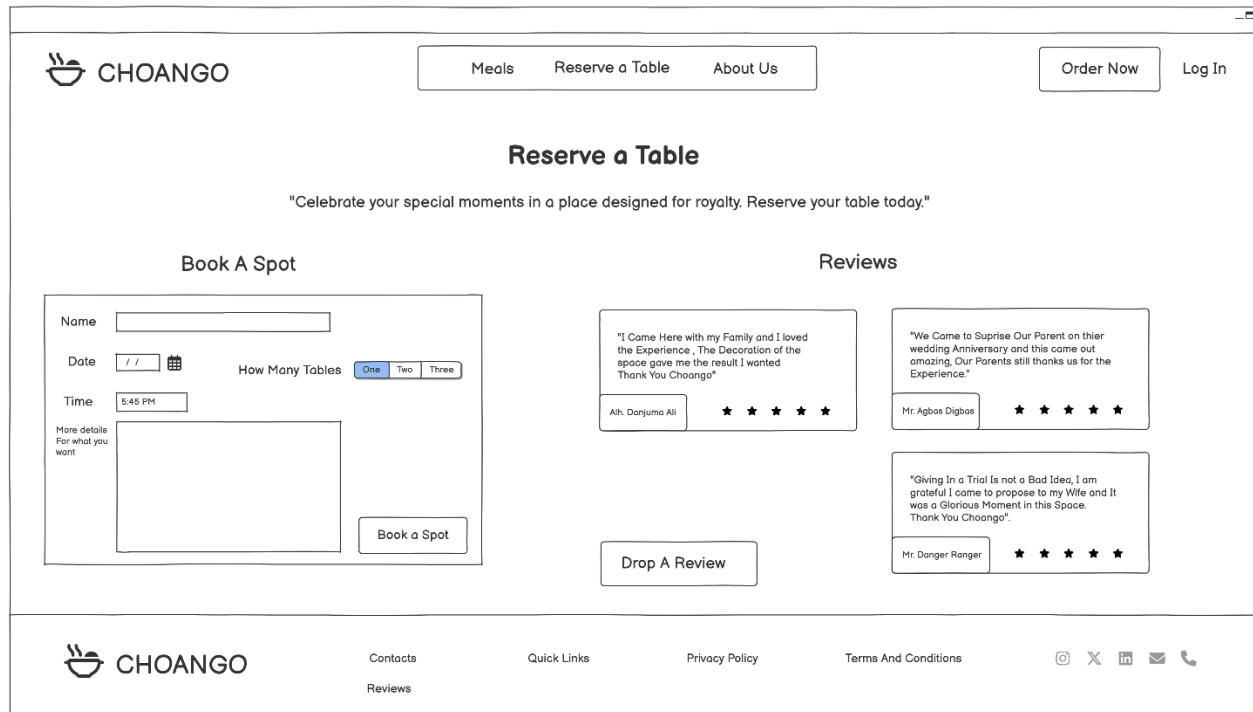 CHOANGO
Meals
Reserve a Table
About Us
Order Now
Log In
Reserve a Table
"Celebrate your special moments in a place designed for royalty. Reserve your table today."
Book A Spot
Name
Date
/ /
How Many Tables
One
Two
Three
Time
5:45 PM
More details
For what you
want
Book a Spot
Reviews
"I Came Here with my Family and I loved
the Experience , The Decoration of the
space gave me the result I wanted
Thank You Choango"
Alh. Danjuma Ali
"We Came to Suprise Our Parent on thier
wedding Anniversary and this came out
amazing, Our Parents still thanks us for the
Experience."
Mr. Agbas Digbas
"Giving In a Trial Is not a Bad Idea, I am
grateful I came to propose to my Wife and It
was a Glorious Moment in this Space.
Thank You Choango".
Mr. Danger Ranger
Drop A Review
CHOANGO
Contacts
Quick Links
Privacy Policy
Terms And Conditions
Reviews